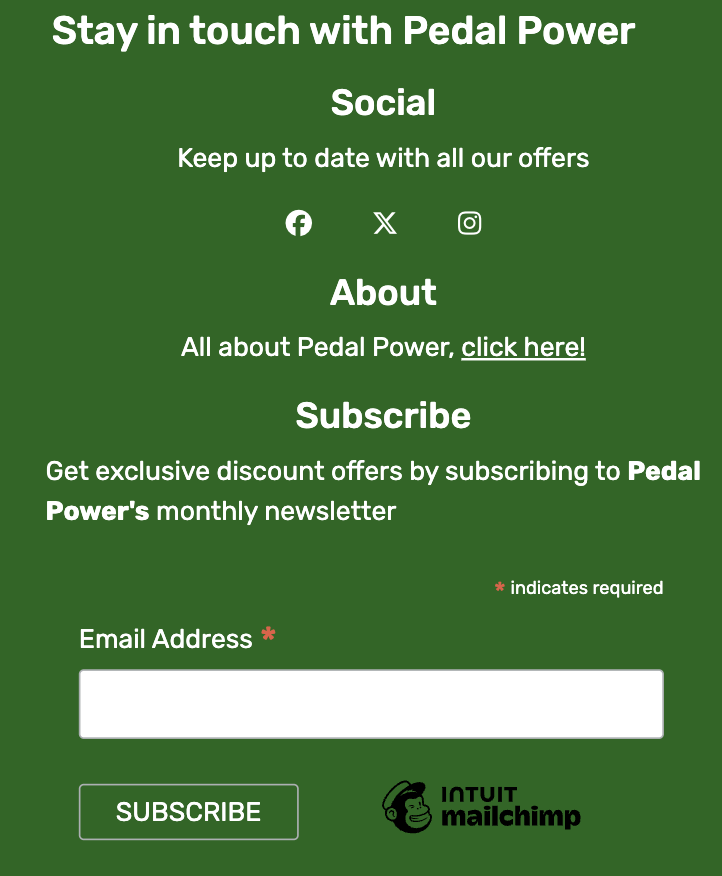 Stay in touch with Pedal Power
Social
Keep up to date with all our offers
About
All about Pedal Power, click here!
Subscribe
Get exclusive discount offers by subscribing to Pedal
Power's monthly newsletter
* indicates required
Email Address *
SUBSCRIBE
INTUIT
mailchimp